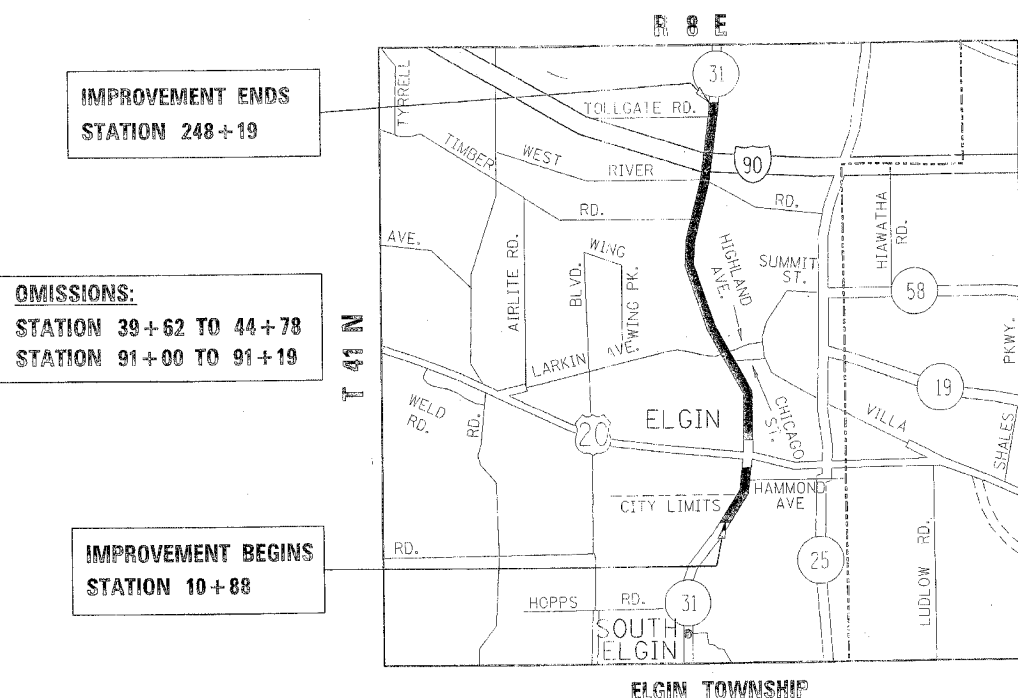 R 8 E
IMPROVEMENT ENDS
STATION 248+19
TYRRELL
31
TOLLGATE RD.
TIMBER
WEST
RIVER
90
RD.
RD.
HIAWATHA
RD.
AVE.
WING
HIGHLAND
AVE.
SUMMIT
ST.
58
OMISSIONS:
STATION 39+62 TO 44+78
STATION 91+00 TO 91+19
T 41 N
AIRLITE RD.
BLVD.
WING PK.
LARKIN AVE.
PKWY.
19
WELD
RD.
RD.
20
ELGIN
CHICAGO
ST.
VILLA
SHALES
CITY LIMITS
HAMMOND
AVE
IMPROVEMENT BEGINS
STATION 10+88
RD.
25
LUDLOW RD.
HOPPS RD.
31
SOUTH
ELGIN
ELGIN TOWNSHIP